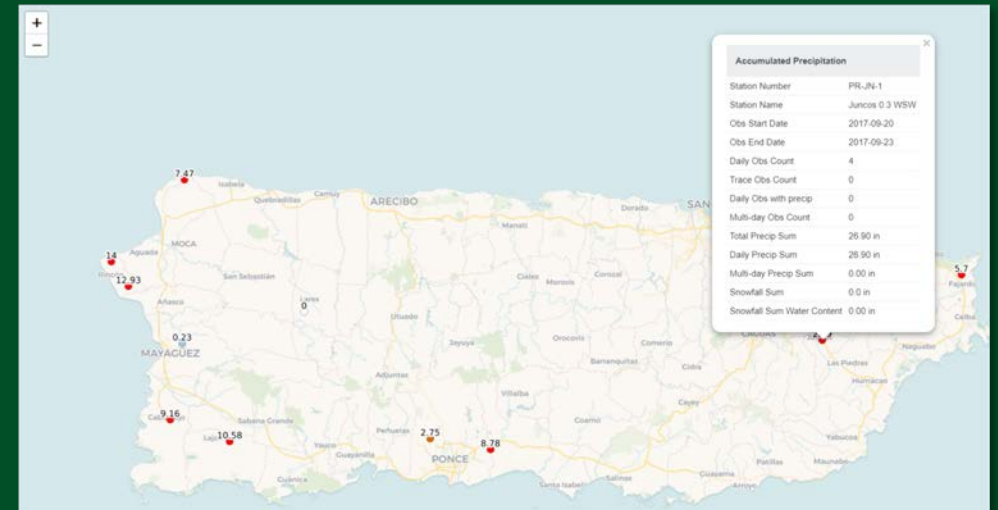 +
−
×
Accumulated Precipitation
Station Number PR-JN-1
Station Name Juncos 0.3 WSW
Obs Start Date 2017-09-20
Obs End Date 2017-09-23
Daily Obs Count 4
Trace Obs Count 0
Daily Obs with precip 0
Multi-day Obs Count 0
Total Precip Sum 26.90 in
Daily Precip Sum 26.90 in
Multi-day Precip Sum 0.00 in
Snowfall Sum 0.0 in
Snowfall Sum Water Content 0.00 in
7.47
Isabela
Quebradillas
Camuy
ARECIBO
Dorado
SAN
Manatí
MOCA
Aguada
14
Rincón
12.93
San Sebastián
Ciales
Morovis
Corozal
5.7
Fajardo
Añasco
Lares
0
Utuado
Ceiba
0.23
MAYAGÜEZ
Jayuya
Orocovis
Comerío
CAGUAS
Naguabo
Barranquitas
Cidra
Las Piedras
Adjuntas
Humacao
Villalba
Cayey
9.16
Sabana Grande
Coamo
10.58
Peñuelas
2.75
8.78
Yabucoa
Yauco
Guayanilla
PONCE
Patillas
Maunabo
Guánica
Santa Isabel
Salinas
Guayama
Arroyo